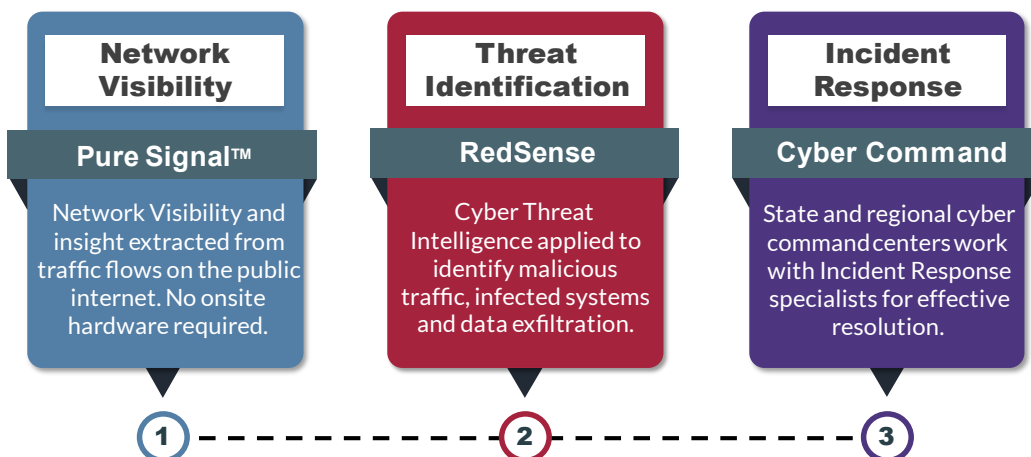 Network
Visibility
Pure Signal™
Network Visibility and
insight extracted from
traffic flows on the public
internet. No onsite
hardware required.
1
Threat
Identification
RedSense
Cyber Threat
Intelligence applied to
identify malicious
traffic, infected systems
and data exfiltration.
2
Incident
Response
Cyber Command
State and regional cyber
command centers work
with Incident Response
specialists for effective
resolution.
3